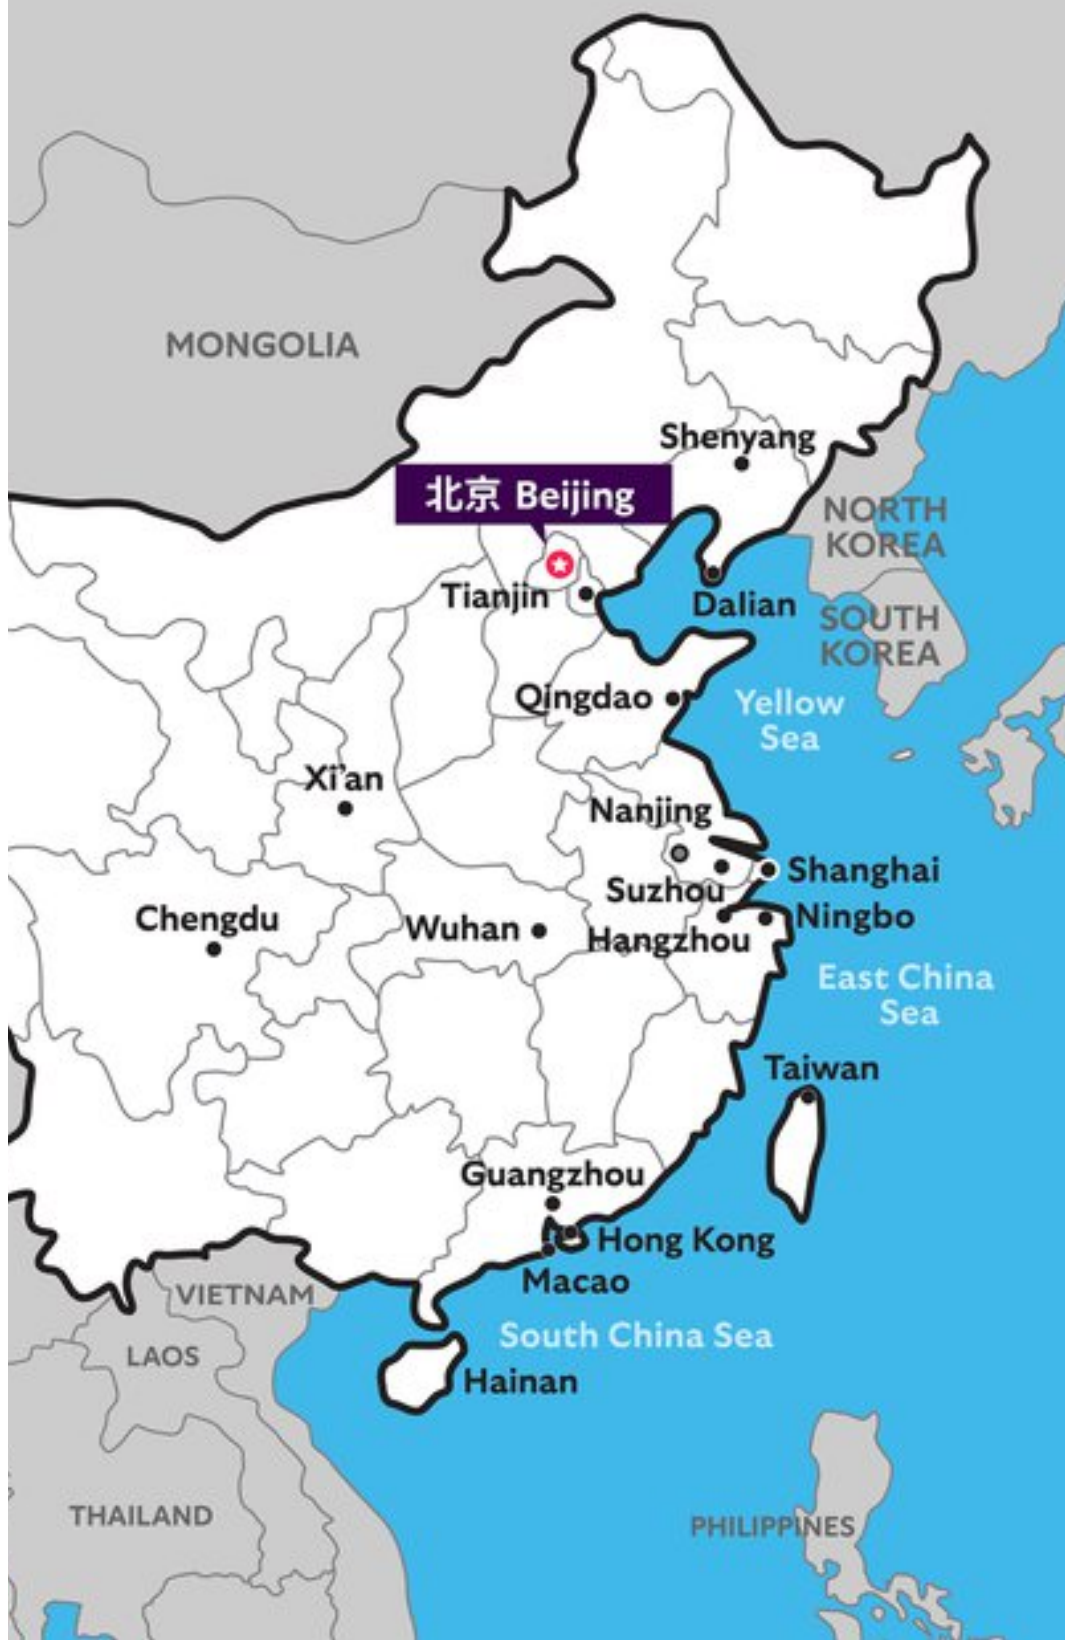 MONGOLIA
Shenyang
北京 Beijing
NORTH
KOREA
Tianjin
Dalian
SOUTH
KOREA
Qingdao
Yellow
Sea
Xi'an
Nanjing
Shanghai
Suzhou
Chengdu
Wuhan
Ningbo
Hangzhou
East China
Sea
Taiwan
Guangzhou
Hong Kong
Macao
VIETNAM
South China Sea
LAOS
Hainan
THAILAND
PHILIPPINES